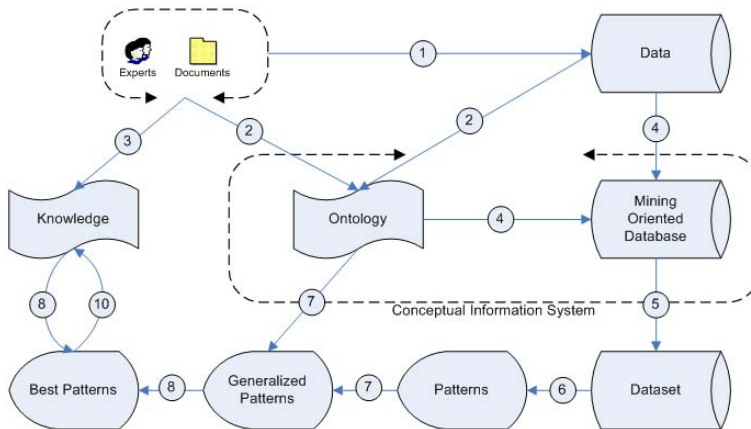 1
Experts
Documents
Data
2
2
3
4
Knowledge
Ontology
4
Mining
Oriented
Database
8
10
7
Conceptual Information System
5
Best Patterns
8
Generalized
Patterns
7
Patterns
6
Dataset